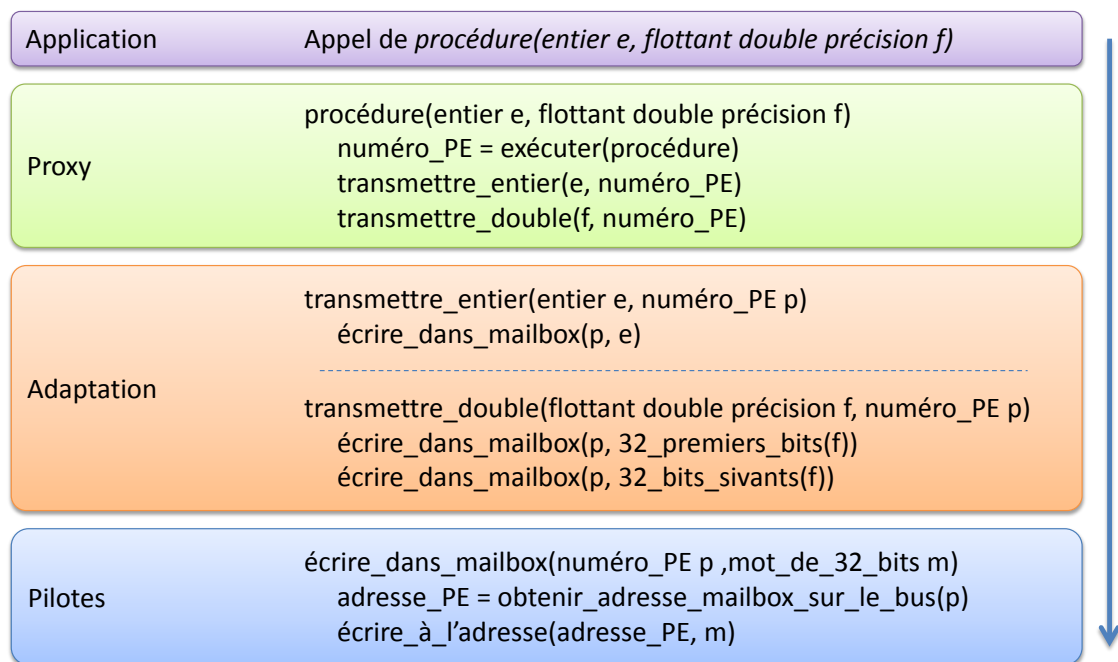 Application
Appel de procédure(entier e, flottant double précision f)
Proxy
procédure(entier e, flottant double précision f)
numéro_PE = exécuter(procédure)
transmettre_entier(e, numéro_PE)
transmettre_double(f, numéro_PE)
Adaptation
transmettre_entier(entier e, numéro_PE p)
écrire_dans_mailbox(p, e)
transmettre_double(flottant double précision f, numéro_PE p)
écrire_dans_mailbox(p, 32_premiers_bits(f))
écrire_dans_mailbox(p, 32_bits_sivants(f))
Pilotes
écrire_dans_mailbox(numéro_PE p ,mot_de_32_bits m)
adresse_PE = obtenir_adresse_mailbox_sur_le_bus(p)
écrire_à_l’adresse(adresse_PE, m)